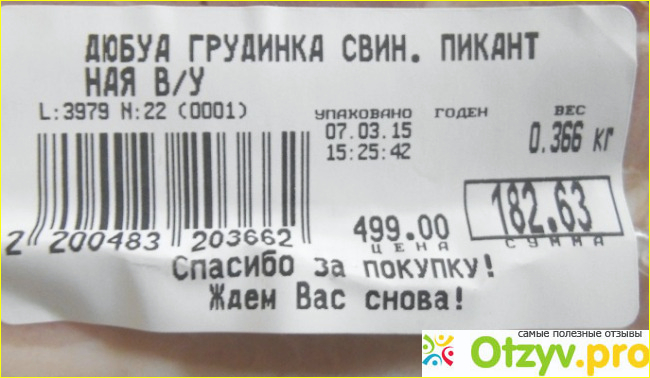 ДЮБУА ГРУДИНКА СВИН. ПИКАНТ
НАЯ В/У
L:3979 N:22 (0001)
УПАКОВАНО ГОДЕН ВЕС
07.03.15
15:25:42
0.366 кг
499.00
ЦЕНА
182.63
СУММА
2 200483 203662
Спасибо за покупку!
Ждем Вас снова!
самые полезные отзывы
Otzyv.pro